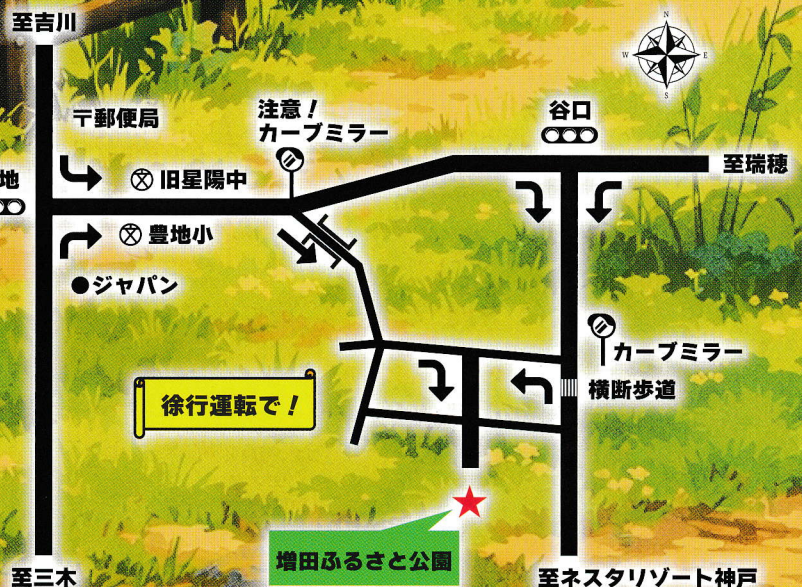 至吉川
〒郵便局
注意！
カーブミラー
谷口
N
W E
S
至瑞穂
地
文 旧星陽中
文 豊地小
●ジャパン
カーブミラー
横断歩道
徐行運転で！
増田ふるさと公園
至三木
至ネスタリゾート神戸